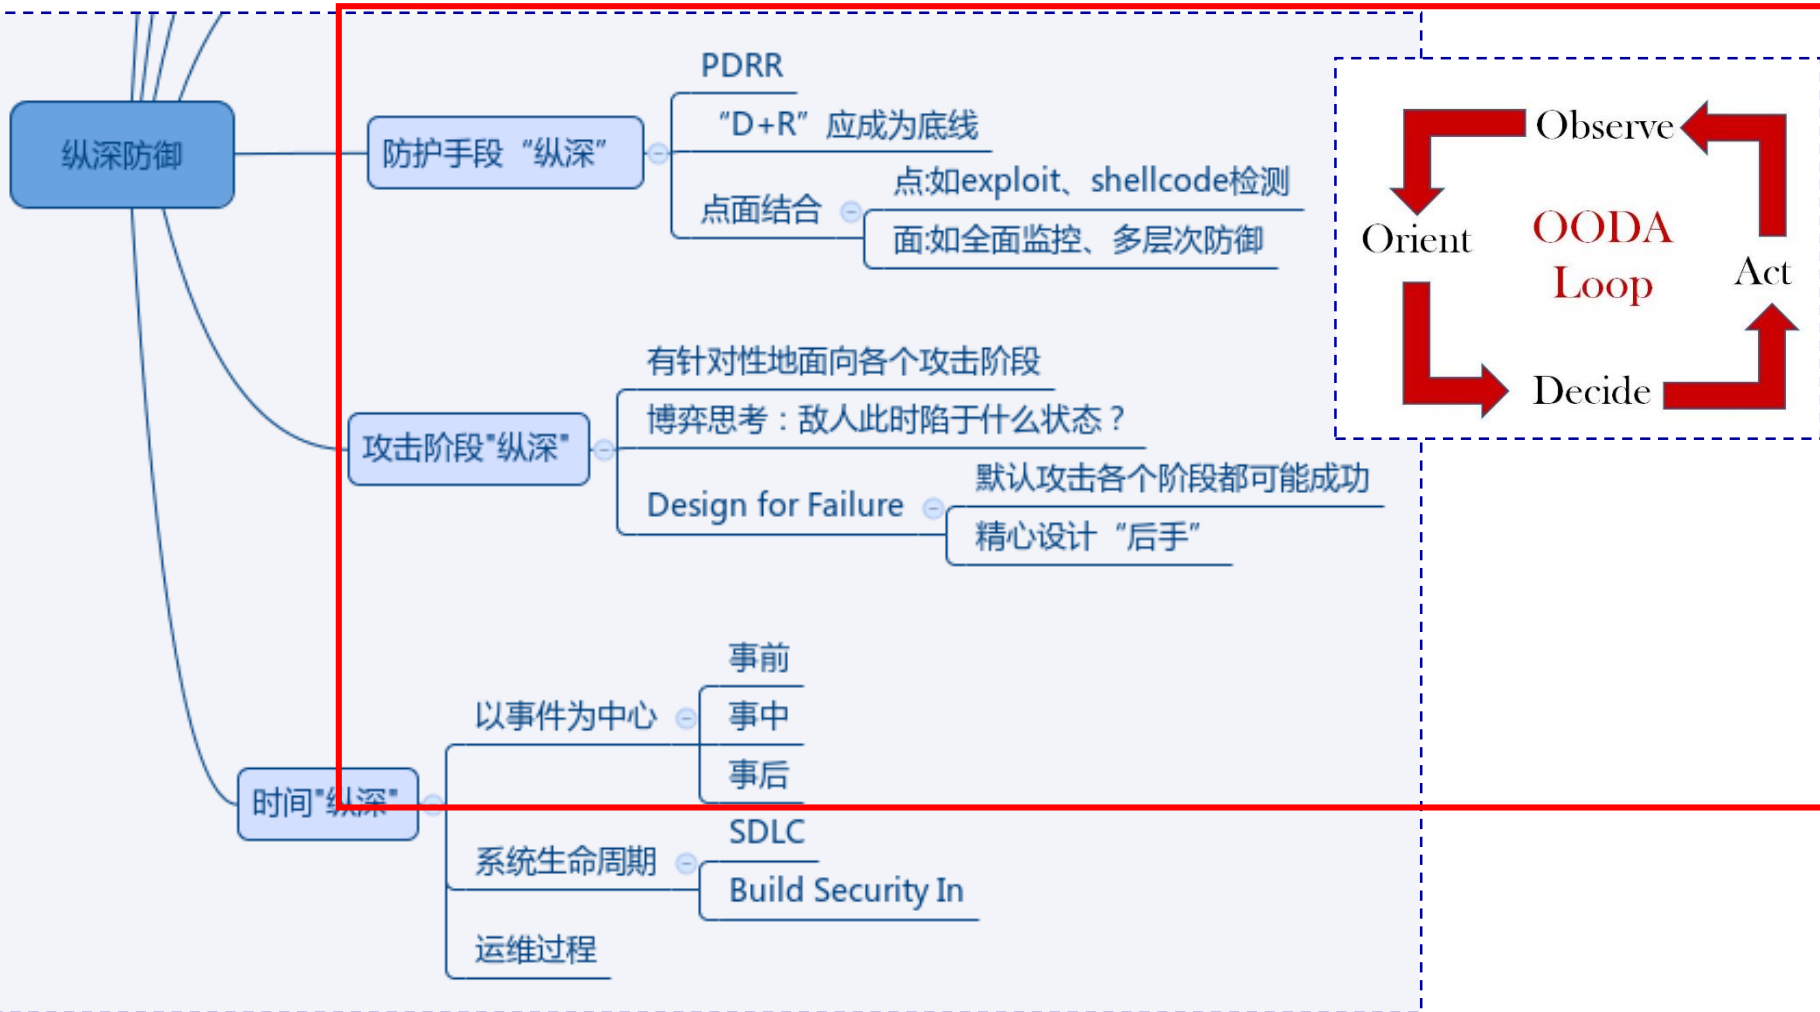 纵深防御
防护手段“纵深”
PDRR
“D+R”应成为底线
点面结合
点:如exploit、shellcode检测
面:如全面监控、多层次防御
攻击阶段"纵深"
有针对性地面向各个攻击阶段
博弈思考：敌人此时陷于什么状态？
Design for Failure
默认攻击各个阶段都可能成功
精心设计“后手”
时间"纵深"
以事件为中心
事前
事中
事后
系统生命周期
SDLC
Build Security In
运维过程
Observe
Orient
OODA
Loop
Act
Decide